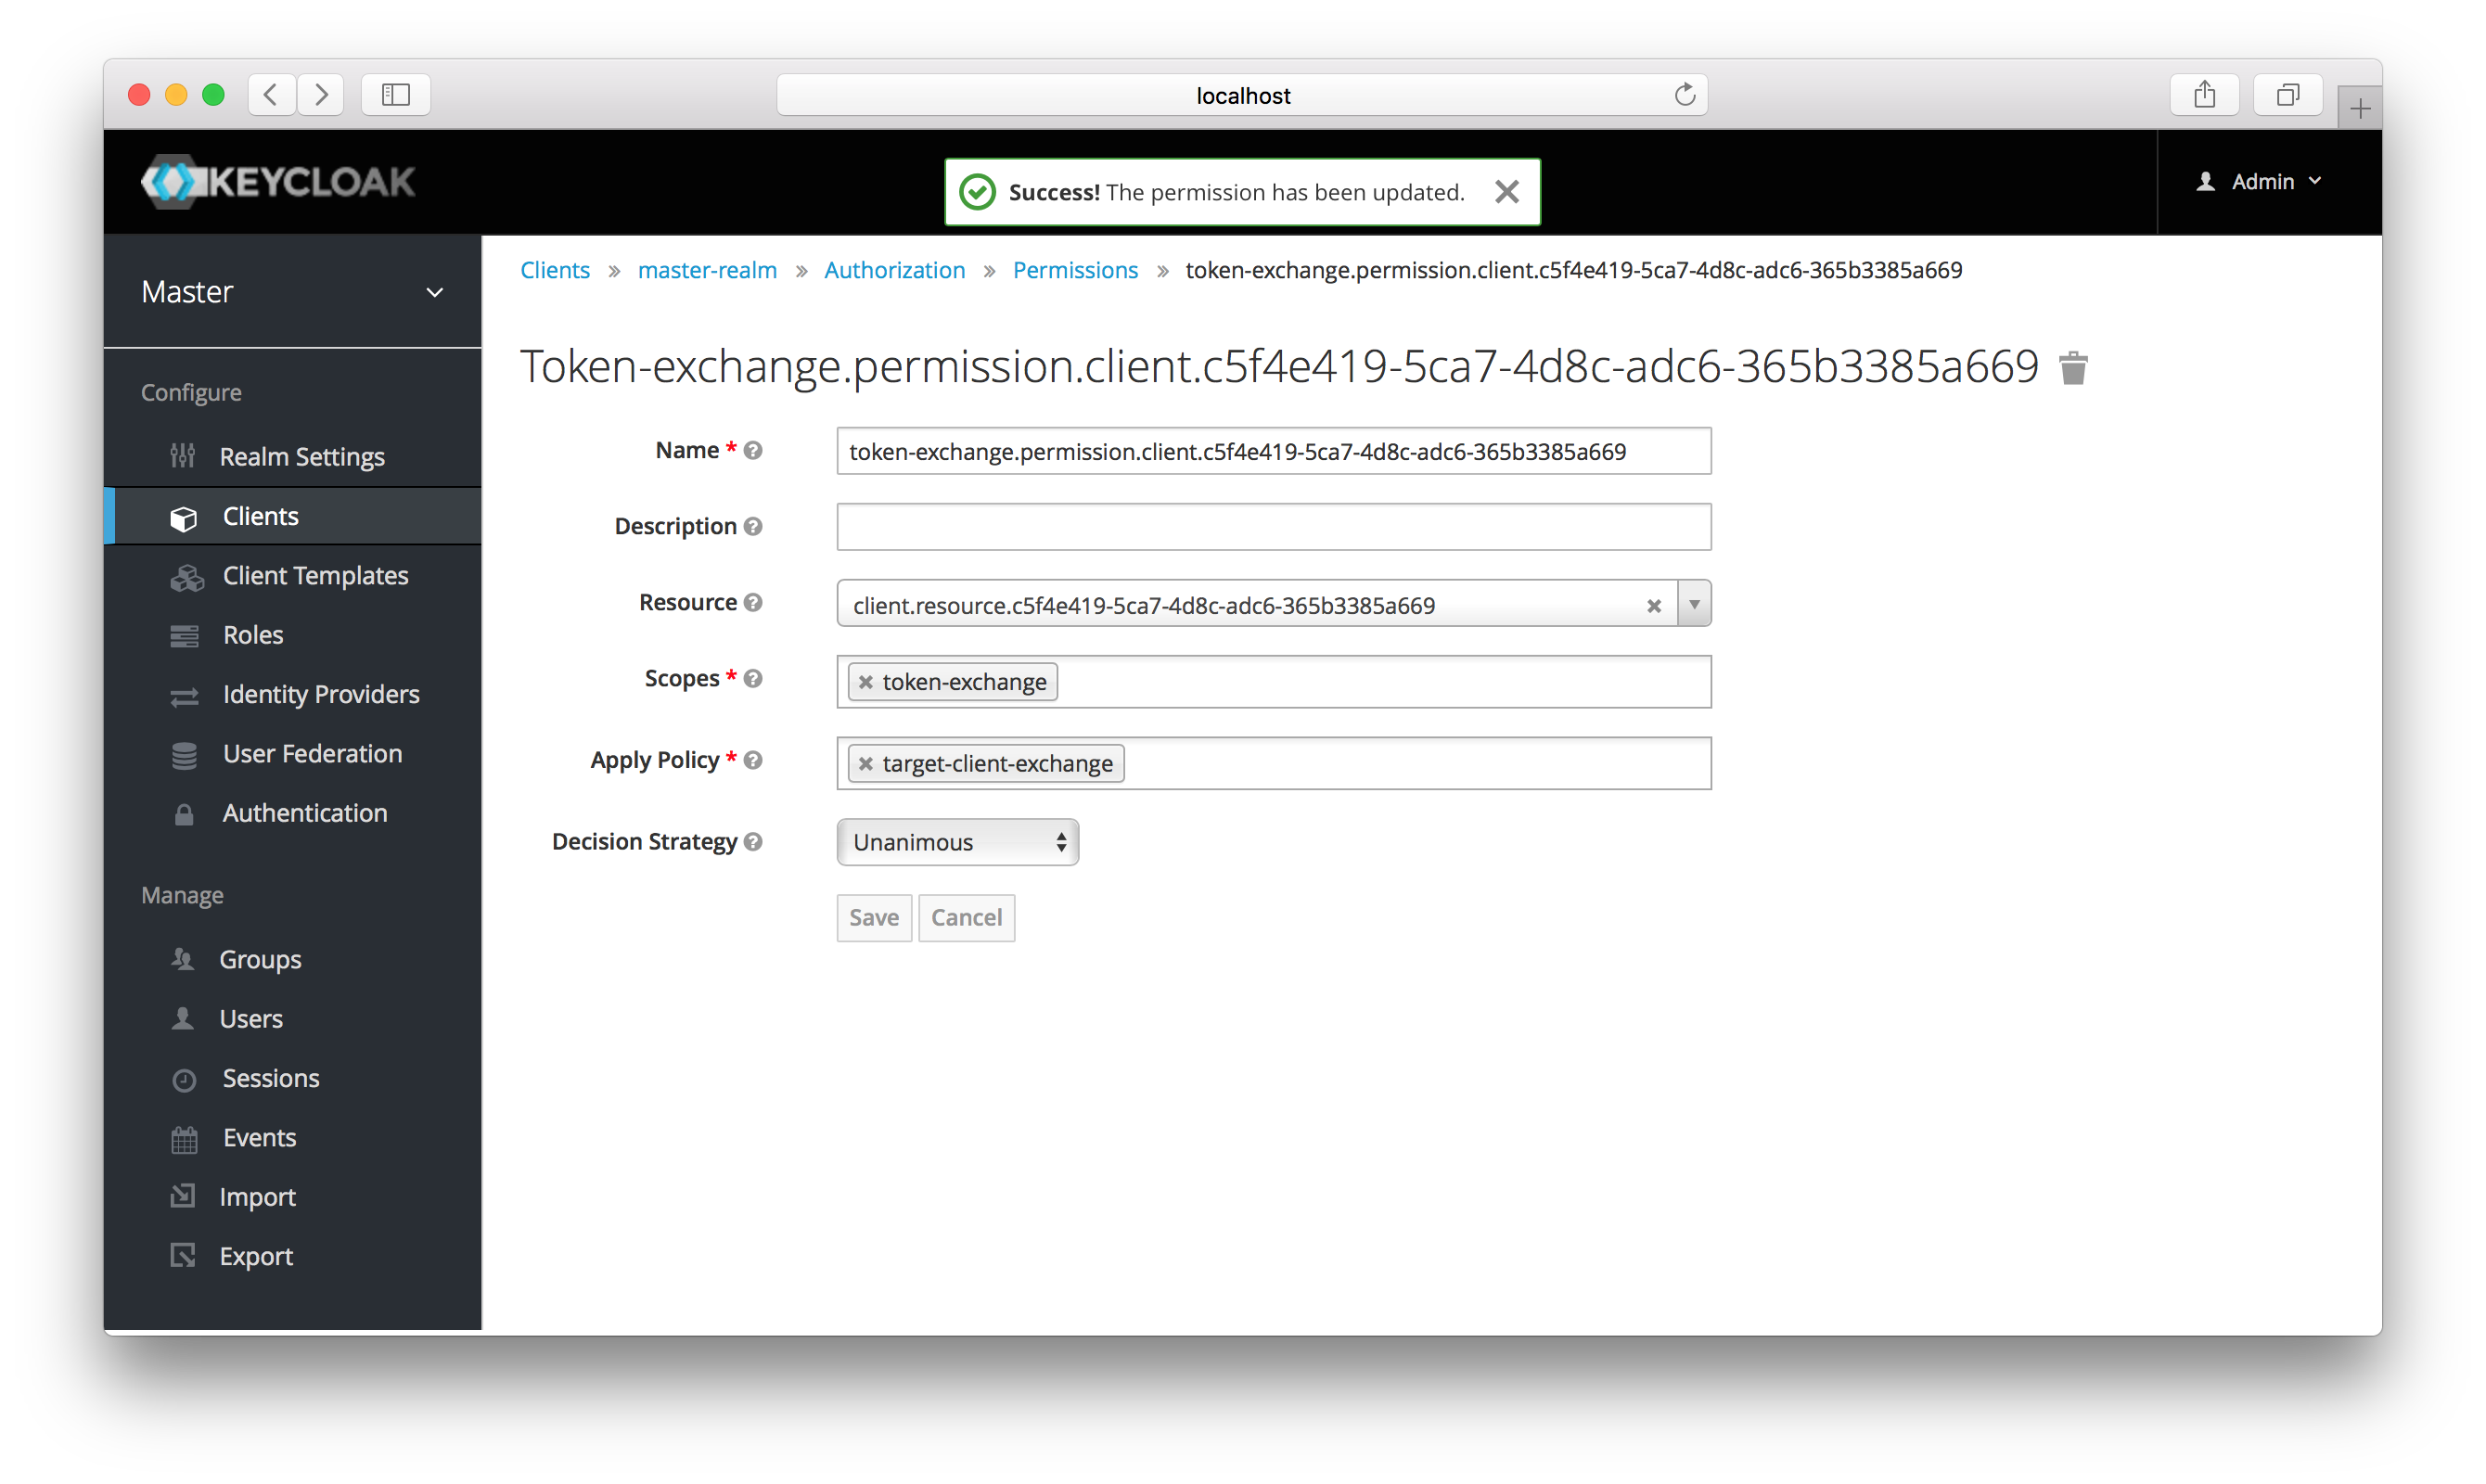 localhost
KEYCLOAK
Success! The permission has been updated.
Admin
Master
Configure
Realm Settings
Clients
Client Templates
Roles
Identity Providers
User Federation
Authentication
Manage
Groups
Users
Sessions
Events
Import
Export
Clients » master-realm » Authorization » Permissions » token-exchange.permission.client.c5f4e419-5ca7-4d8c-adc6-365b3385a669
Token-exchange.permission.client.c5f4e419-5ca7-4d8c-adc6-365b3385a669
Name * token-exchange.permission.client.c5f4e419-5ca7-4d8c-adc6-365b3385a669
Description
Resource client.resource.c5f4e419-5ca7-4d8c-adc6-365b3385a669
Scopes * token-exchange
Apply Policy * target-client-exchange
Decision Strategy Unanimous
Save Cancel